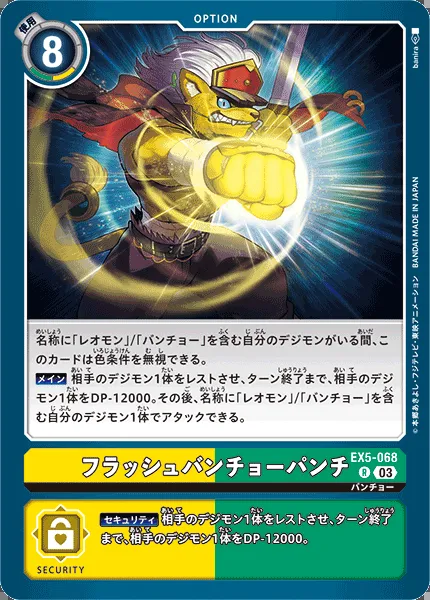 OPTION
使用
8
banira
名称に「レオモン」/「バンチョー」を含む自分のデジモンがいる間、こ
のカードは色条件を無視できる。
メイン 相手のデジモン1体をレストさせ、ターン終了まで、相手のデジ
モン1体をDP-12000。その後、名称に「レオモン」/「バンチョー」を含
む自分のデジモン1体でアタックできる。
©本郷あきよし・フジテレビ・東映アニメーション BANDAI MADE IN JAPAN
フラッシュバンチョーパンチ
EX5-068
R 03
バンチョー
セキュリティ 相手のデジモン1体をレストさせ、ターン終了
まで、相手のデジモン1体をDP-12000。
SECURITY